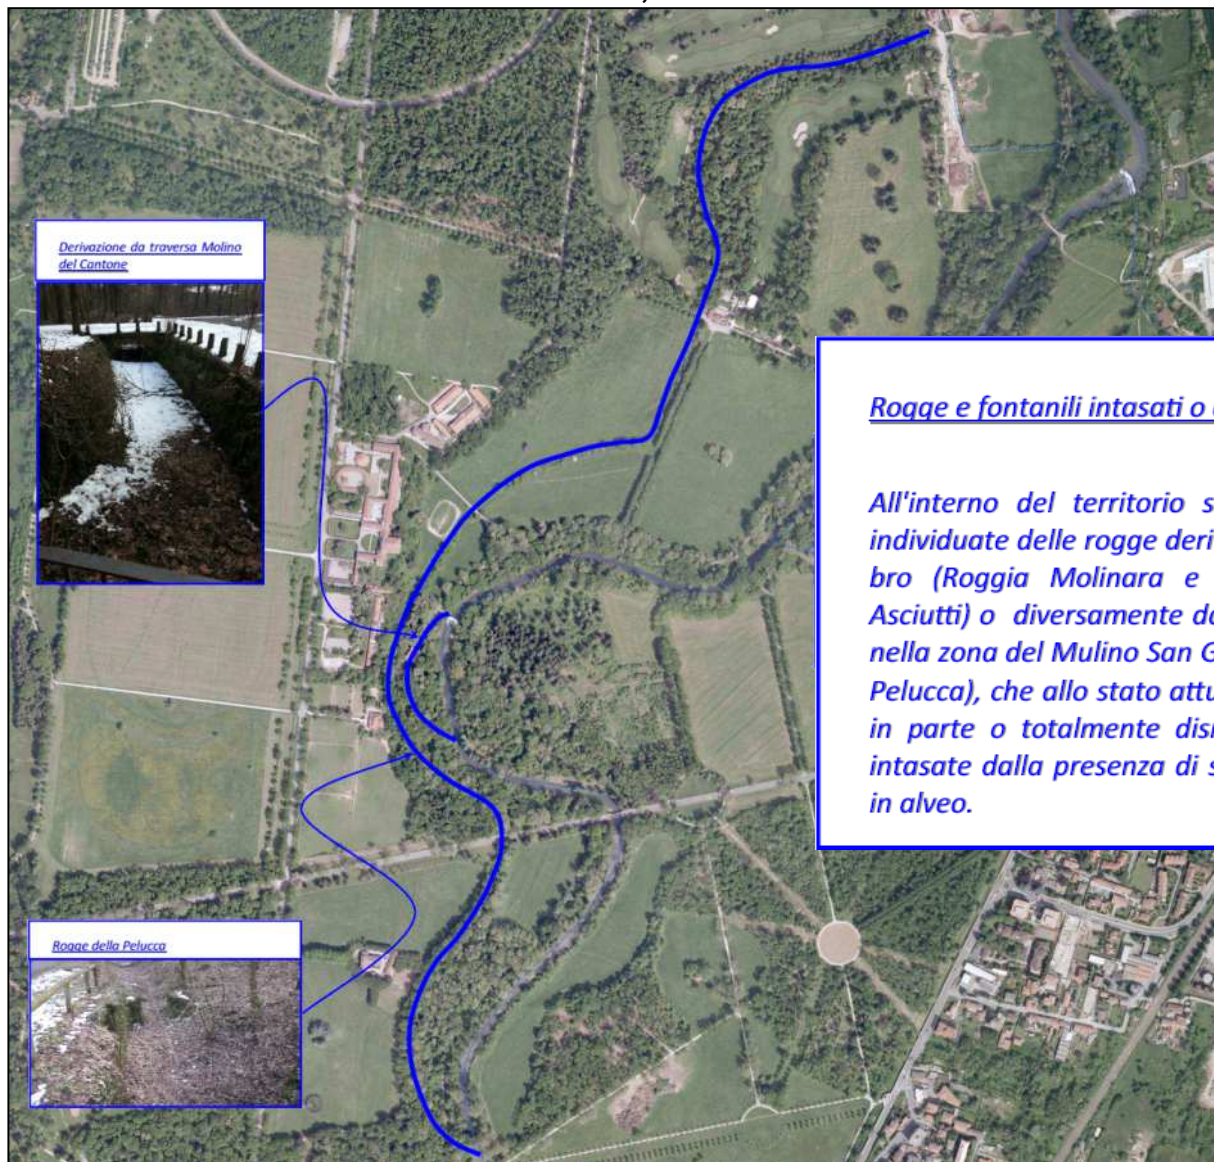 Derivazione da traversa Molino
del Cantone
Rogge e fontanili intasati o
All'interno del territorio s
individuate delle rogge deri
bro (Roggia Molinara e
Asciutti) o diversamente da
nella zona del Mulino San G
Pelucca), che allo stato attu
in parte o totalmente dis
intasate dalla presenza di s
in alveo.
Rogge della Pelucca